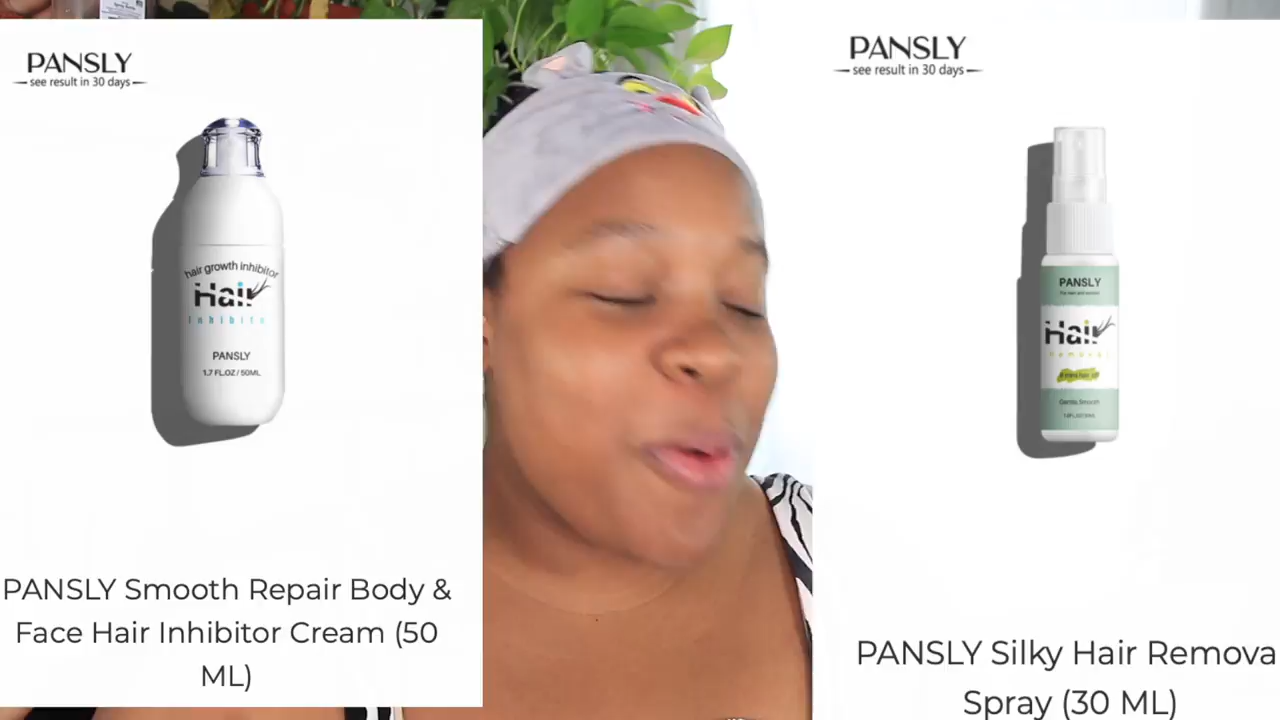 PANSLY
see result in 30 days
hair growth inhibitor
Hair
Inhibito
PANSLY
1.7 FL.OZ / 50ML
PANSLY Smooth Repair Body &
Face Hair Inhibitor Cream (50
ML)
PANSLY
see result in 30 days
PANSLY
Hair
Gentle Smooth
PANSLY Silky Hair Remova
Spray (30 ML)